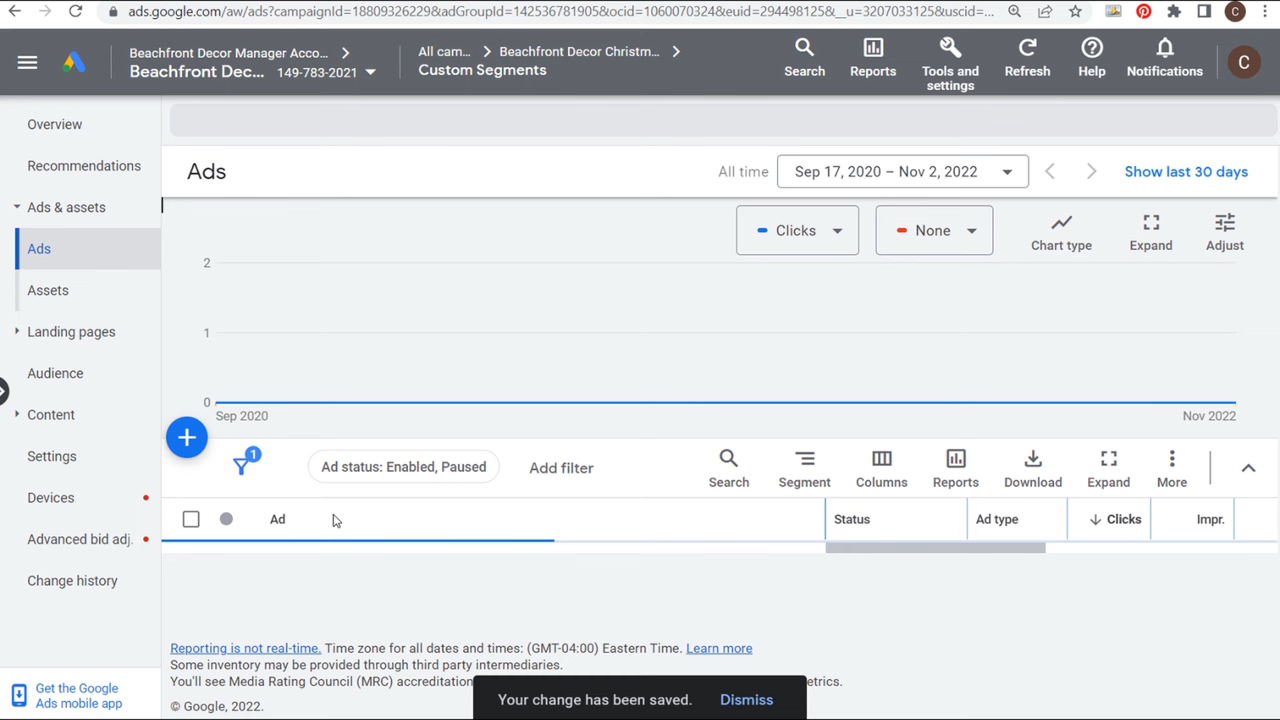 ads.google.com/aw/ads?campaignId=18809326229&adGroupId=142536781905&ocid=1060070324&euid=294498125&__u=3207033125&uscid=...
C
Beachfront Decor Manager Acco...
Beachfront Dec... 149-783-2021
All cam...
Beachfront Decor Christm...
Custom Segments
Search
Reports
Tools and
settings
Refresh
Help
Notifications
C
Overview
Recommendations
Ads & assets
Ads
Assets
Landing pages
Audience
Content
Settings
Devices
Advanced bid adj.
Change history
Get the Google
Ads mobile app
Ads
All time
Sep 17, 2020 – Nov 2, 2022
Show last 30 days
Clicks
None
Chart type
Expand
Adjust
2
1
0
Sep 2020
Nov 2022
1
Ad status: Enabled, Paused
Add filter
Search
Segment
Columns
Reports
Download
Expand
More
Ad
Status
Ad type
Clicks
Impr.
Reporting is not real-time. Time zone for all dates and times: (GMT-04:00) Eastern Time. Learn more
Some inventory may be provided through third party intermediaries.
You'll see Media Rating Council (MRC) accreditation
etrics.
© Google, 2022.
Your change has been saved.
Dismiss